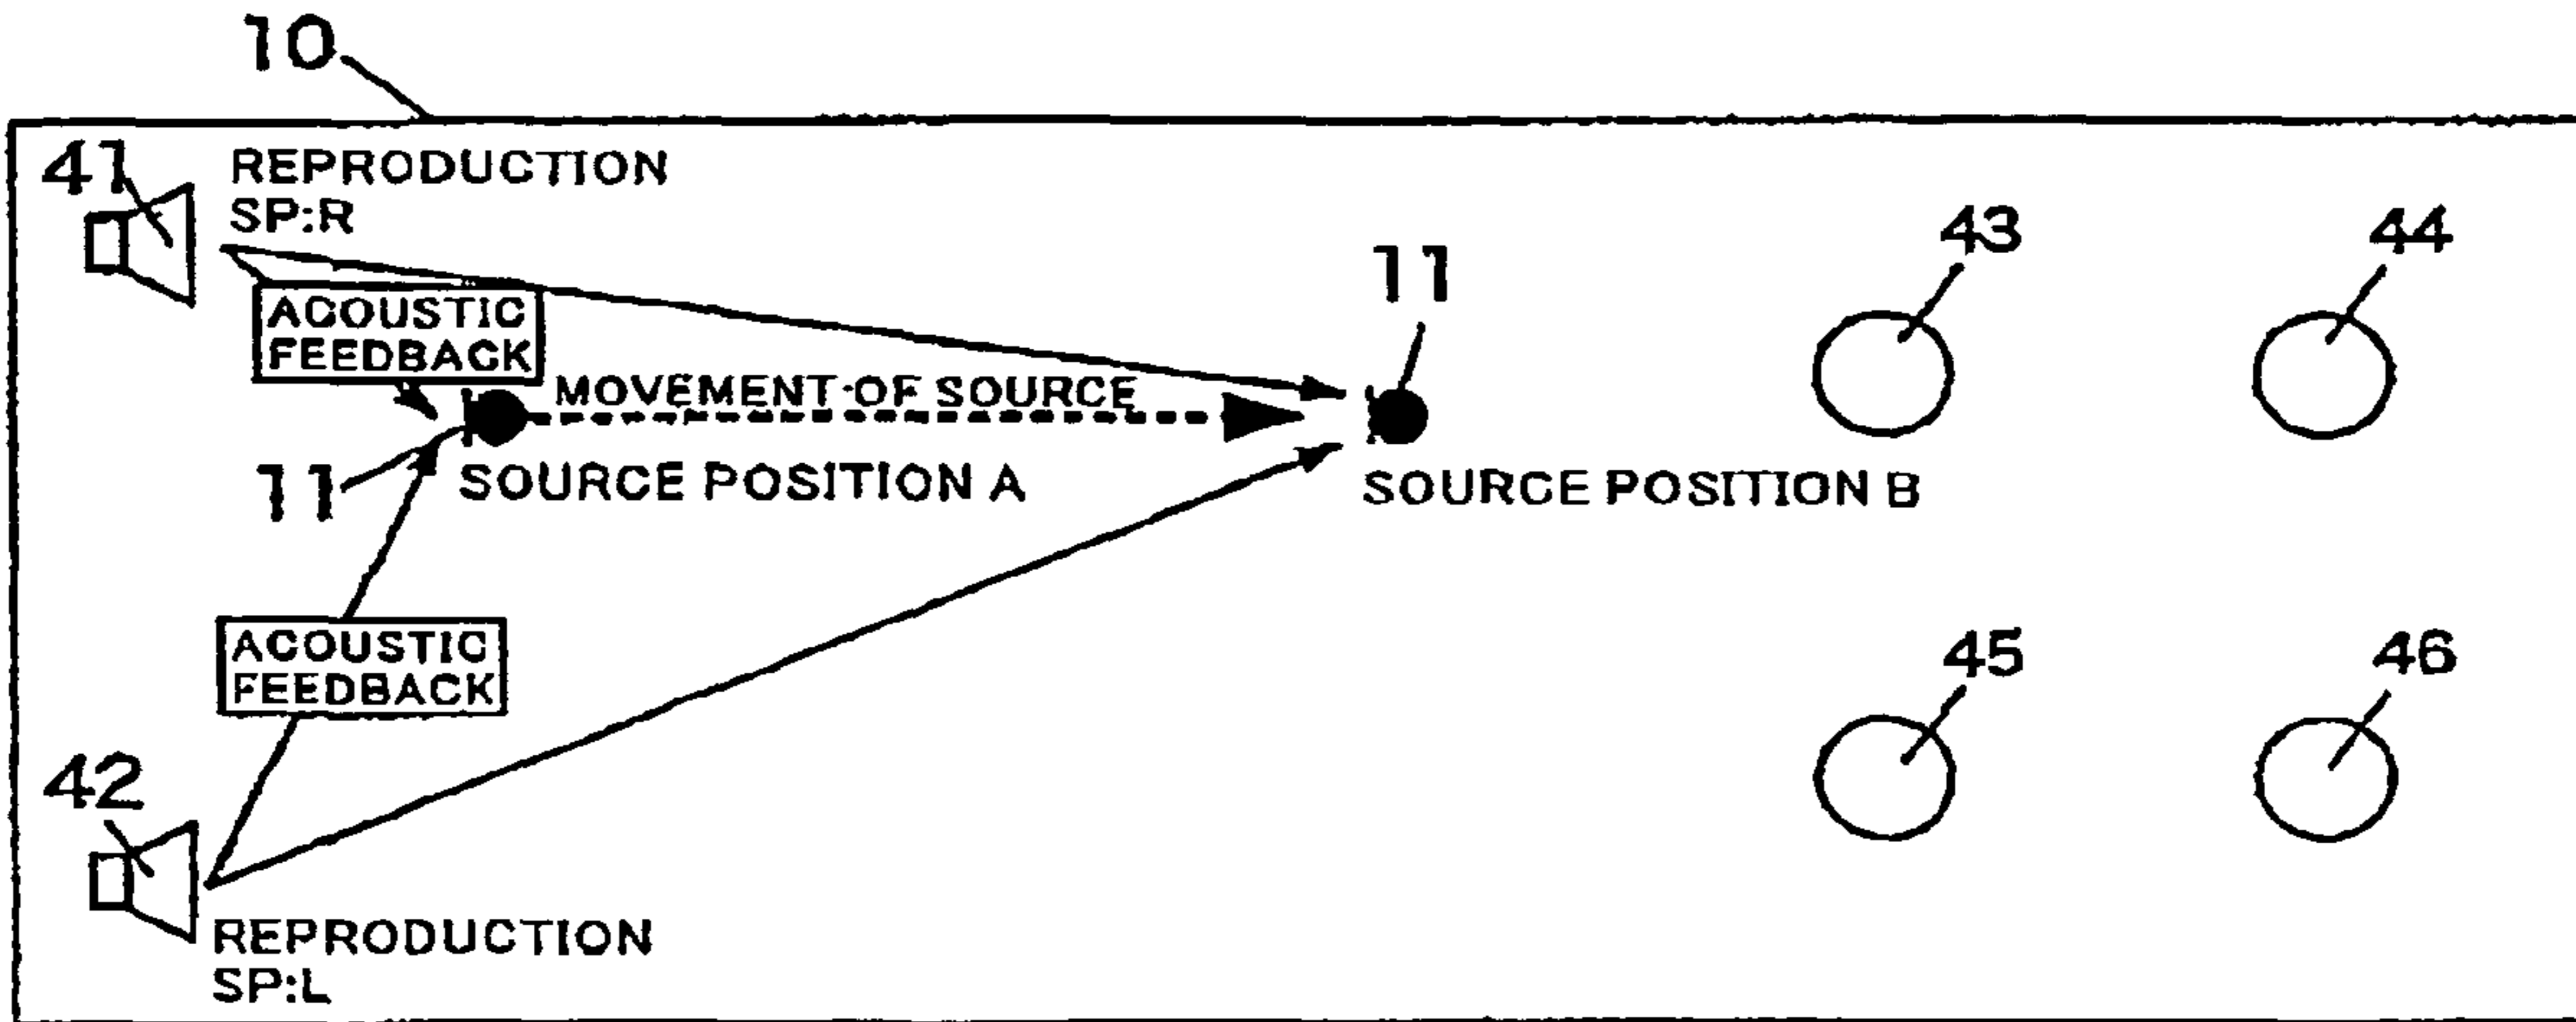 10
41
REPRODUCTION
SP:R
43
44
11
ACOUSTIC
FEEDBACK
MOVEMENT OF SOURCE
11
SOURCE POSITION A
SOURCE POSITION B
ACOUSTIC
FEEDBACK
45
46
42
REPRODUCTION
SP:L